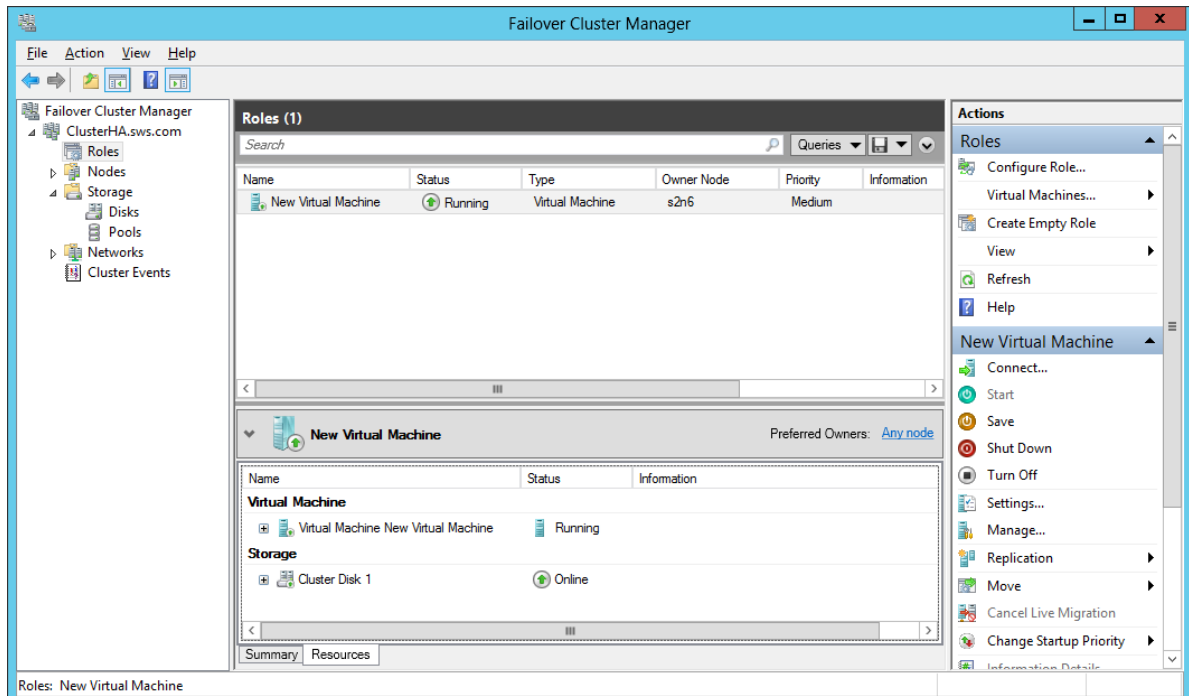 Failover Cluster Manager
File Action View Help
Failover Cluster Manager
ClusterHA.sws.com
Roles
Nodes
Storage
Disks
Pools
Networks
Cluster Events
Roles (1)
Search
Queries
Name Status Type Owner Node Priority Information
New Virtual Machine Running Virtual Machine s2n6 Medium
New Virtual Machine Preferred Owners: Any node
Name Status Information
Virtual Machine
Virtual Machine New Virtual Machine Running
Storage
Cluster Disk 1 Online
Summary Resources
Actions
Roles
Configure Role...
Virtual Machines...
Create Empty Role
View
Refresh
Help
New Virtual Machine
Connect...
Start
Save
Shut Down
Turn Off
Settings...
Manage...
Replication
Move
Cancel Live Migration
Change Startup Priority
Information Details
Roles: New Virtual Machine